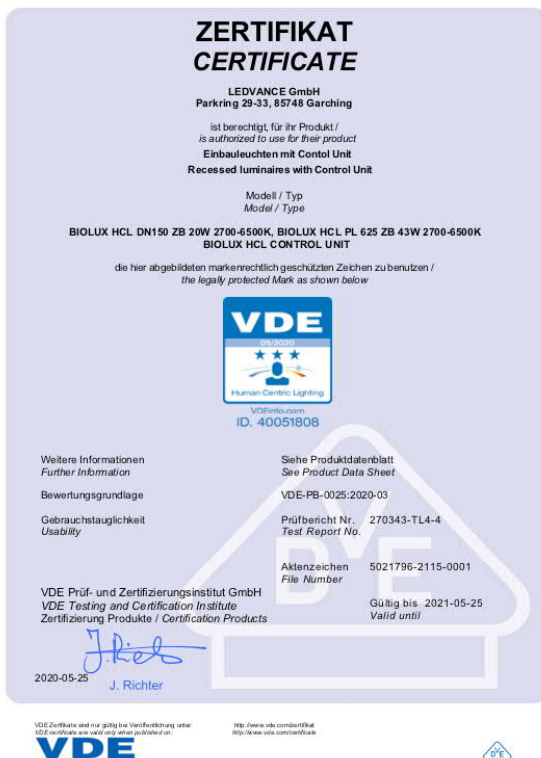 ZERTIFIKAT
CERTIFICATE
LEDVANCE GmbH
Parkring 29-33, 85748 Garching
ist berechtigt, für ihr Produkt /
is authorized to use for their product
Einbauleuchten mit Contol Unit
Recessed luminaires with Control Unit
Modell / Typ
Model / Type
BIOLUX HCL DN150 ZB 20W 2700-6500K, BIOLUX HCL PL 625 ZB 43W 2700-6500K
BIOLUX HCL CONTROL UNIT
die hier abgebildeten markenrechtlich geschützten Zeichen zu benutzen /
the legally protected Mark as shown below
VDE
05/2020
Human Centric Lighting
VDEinfo.com
ID. 40051808
Weitere Informationen Siehe Produktdatenblatt
Further Information See Product Data Sheet
Bewertungsgrundlage VDE-PB-0025:2020-03
Gebrauchstauglichkeit Prüfbericht Nr. 270343-TL4-4
Usability Test Report No.
Aktenzeichen 5021796-2115-0001
File Number
VDE Prüf- und Zertifizierungsinstitut GmbH
VDE Testing and Certification Institute
Zertifizierung Produkte / Certification Products
Gültig bis 2021-05-25
Valid until
2020-05-25
J. Richter
VDE Zertifikate sind nur gültig bei Veröffentlichung unter: http://www.vde.com/zertifikat
VDE certificate are valid only when published on: http://www.vde.com/certificate
VDE
VDE